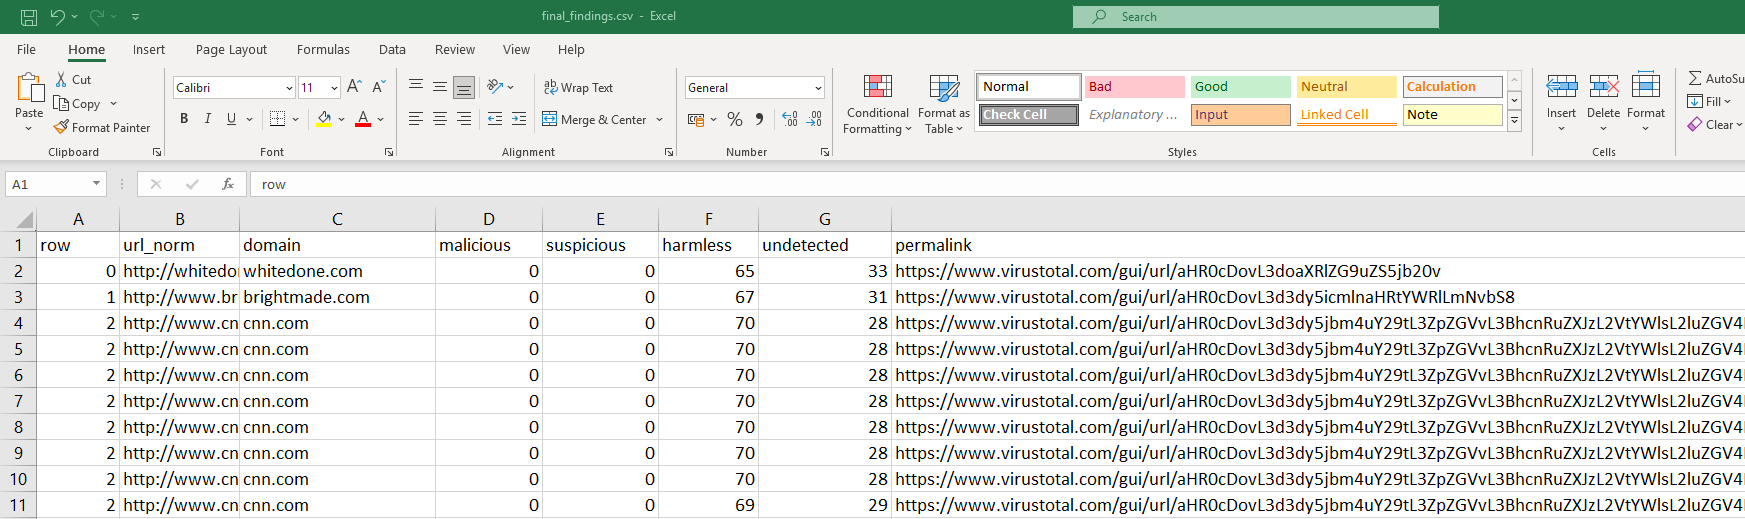 final_findings.csv - Excel
Search
File Home Insert Page Layout Formulas Data Review View Help
Paste
Cut
Copy
Format Painter
Clipboard
Calibri 11
B I U
Font
Wrap Text
Merge & Center
Alignment
General
Number
Conditional Formatting
Format as Table
Normal Bad Good Neutral Calculation
Check Cell Explanatory ... Input Linked Cell Note
Styles
Insert Delete Format
Cells
AutoSu
Fill
Clear
A1 fx row
A B C D E F G
1 row url_norm domain malicious suspicious harmless undetected permalink
2 0 http://whitedo whitedone.com 0 0 65 33 https://www.virustotal.com/gui/url/aHR0cDovL3doaXRlZG9uZS5jb20v
3 1 http://www.br brightmade.com 0 0 67 31 https://www.virustotal.com/gui/url/aHR0cDovL3d3dy5icmlnaHRtYWRlLmNvbS8
4 2 http://www.cn cnn.com 0 0 70 28 https://www.virustotal.com/gui/url/aHR0cDovL3d3dy5jbm4uY29tL3ZpZGVvL3BhcnRuZXJzL2VtYWlsL2luZGV4
5 2 http://www.cn cnn.com 0 0 70 28 https://www.virustotal.com/gui/url/aHR0cDovL3d3dy5jbm4uY29tL3ZpZGVvL3BhcnRuZXJzL2VtYWlsL2luZGV4
6 2 http://www.cn cnn.com 0 0 70 28 https://www.virustotal.com/gui/url/aHR0cDovL3d3dy5jbm4uY29tL3ZpZGVvL3BhcnRuZXJzL2VtYWlsL2luZGV4
7 2 http://www.cn cnn.com 0 0 70 28 https://www.virustotal.com/gui/url/aHR0cDovL3d3dy5jbm4uY29tL3ZpZGVvL3BhcnRuZXJzL2VtYWlsL2luZGV4
8 2 http://www.cn cnn.com 0 0 70 28 https://www.virustotal.com/gui/url/aHR0cDovL3d3dy5jbm4uY29tL3ZpZGVvL3BhcnRuZXJzL2VtYWlsL2luZGV4
9 2 http://www.cn cnn.com 0 0 70 28 https://www.virustotal.com/gui/url/aHR0cDovL3d3dy5jbm4uY29tL3ZpZGVvL3BhcnRuZXJzL2VtYWlsL2luZGV4
10 2 http://www.cn cnn.com 0 0 70 28 https://www.virustotal.com/gui/url/aHR0cDovL3d3dy5jbm4uY29tL3ZpZGVvL3BhcnRuZXJzL2VtYWlsL2luZGV4
11 2 http://www.cn cnn.com 0 0 69 29 https://www.virustotal.com/gui/url/aHR0cDovL3d3dy5jbm4uY29tL3ZpZGVvL3BhcnRuZXJzL2VtYWlsL2luZGV4